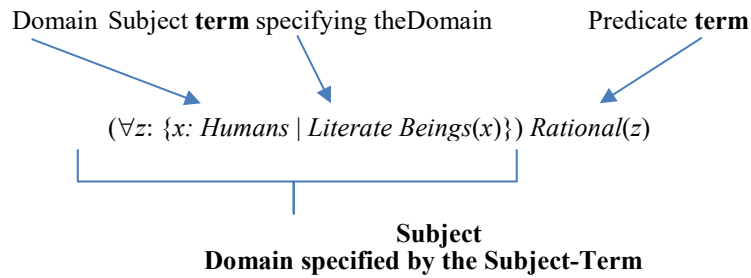 Domain Subject term specifying theDomain Predicate term
(∀z: {x: Humans | Literate Beings(x)}) Rational(z)
Subject
Domain specified by the Subject-Term